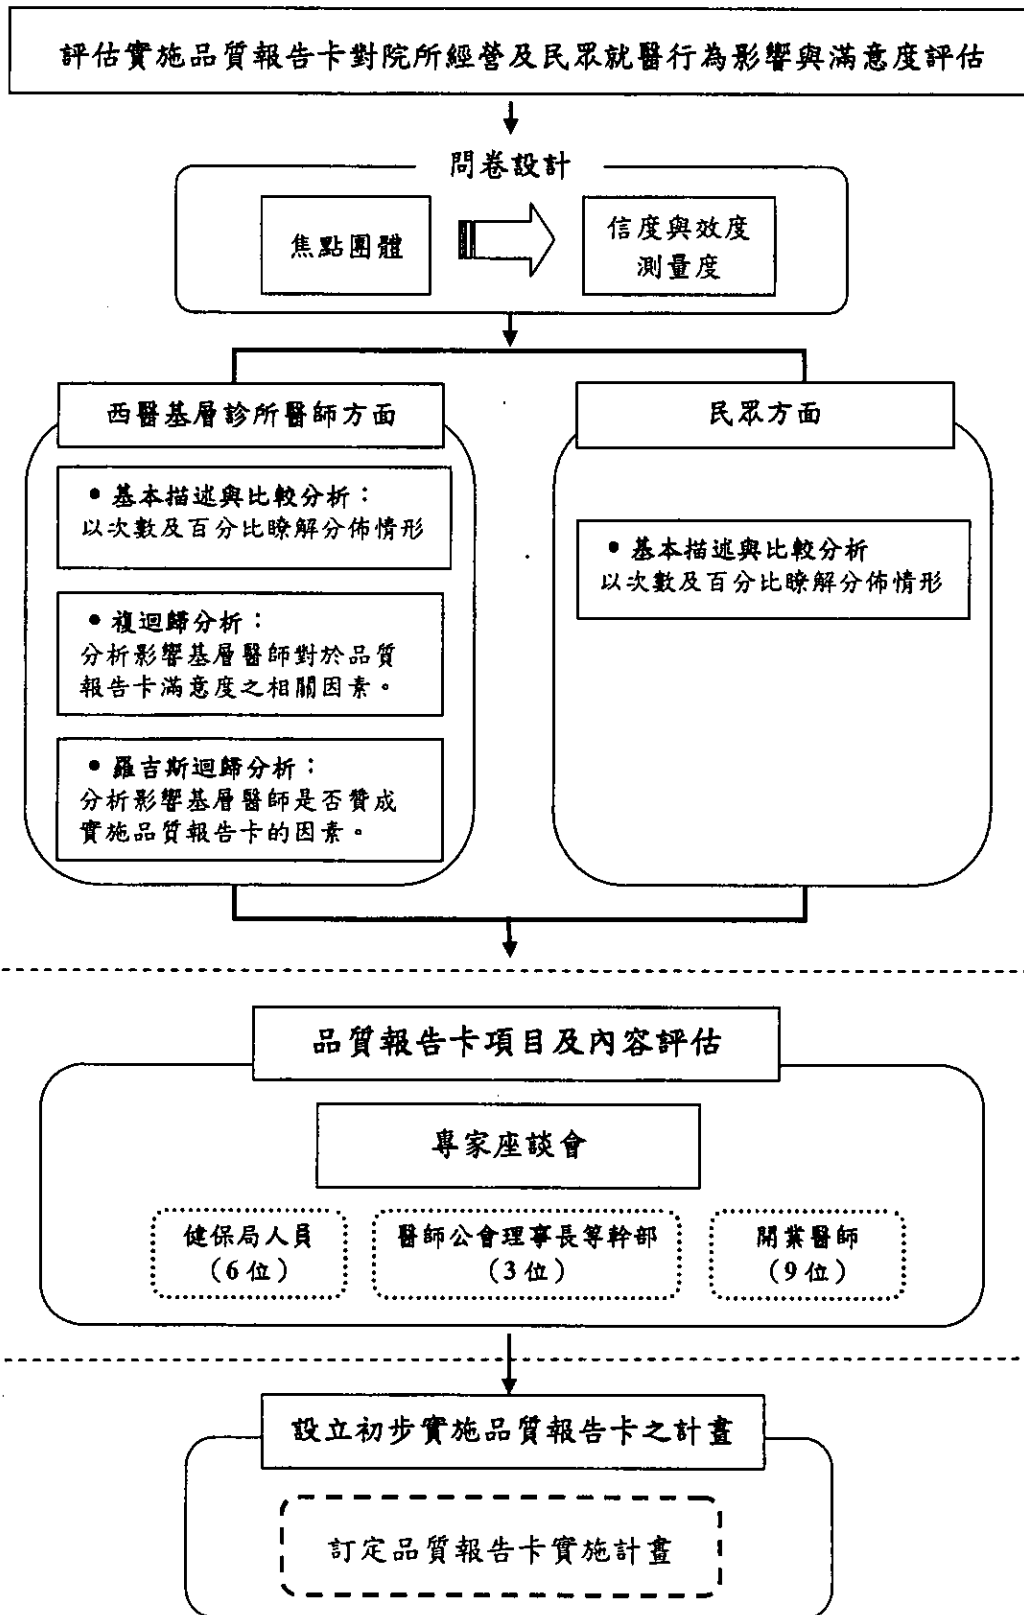 評估實施品質報告卡對院所經營及民眾就醫行為影響與滿意度評估
問卷設計
焦點團體
信度與效度
測量度
西醫基層診所醫師方面
• 基本描述與比較分析：
以次數及百分比瞭解分佈情形
• 複迴歸分析：
分析影響基層醫師對於品質
報告卡滿意度之相關因素。
• 羅吉斯迴歸分析：
分析影響基層醫師是否贊成
實施品質報告卡的因素。
民眾方面
• 基本描述與比較分析
以次數及百分比瞭解分佈情形
品質報告卡項目及內容評估
專家座談會
健保局人員
（6 位）
醫師公會理事長等幹部
（3 位）
開業醫師
（9 位）
設立初步實施品質報告卡之計畫
訂定品質報告卡實施計畫